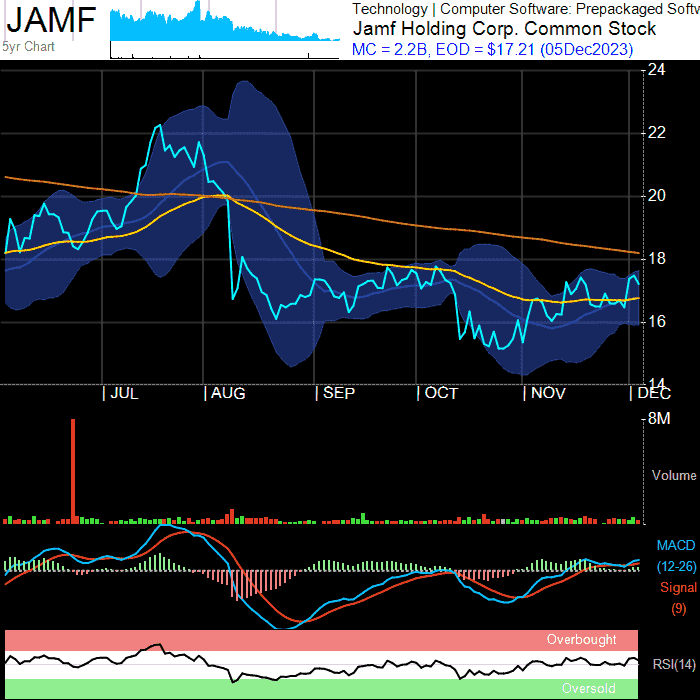 JAMF
5yr Chart
Technology | Computer Software: Prepackaged Softw
Jamf Holding Corp. Common Stock
MC = 2.2B, EOD = $17.21 (05Dec2023)
24
22
20
18
16
14
JUL
AUG
SEP
OCT
NOV
DEC
8M
Volume
MACD
(12-26)
Signal
(9)
Overbought
RSI(14)
Oversold